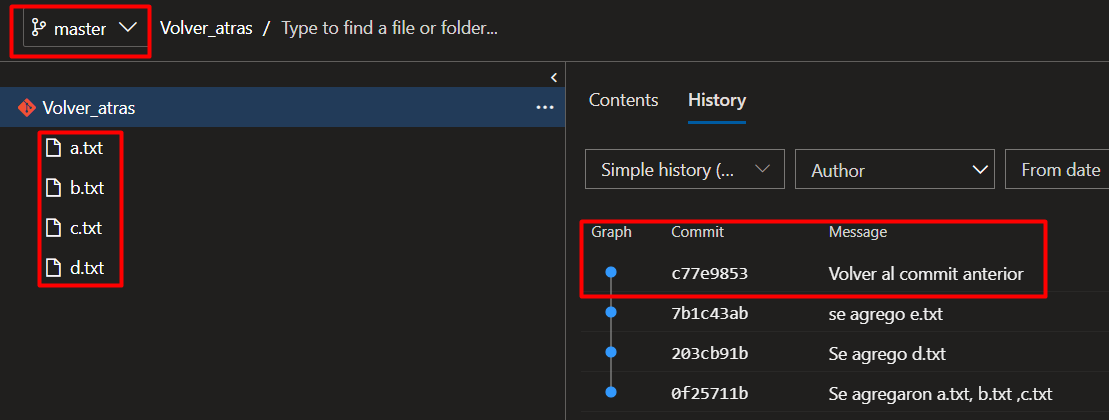 master Volver_atras / Type to find a file or folder...
Volver_atras ...
a.txt
b.txt
c.txt
d.txt
Contents History
Simple history (... Author From date
Graph Commit Message
c77e9853 Volver al commit anterior
7b1c43ab se agrego e.txt
203cb91b Se agrego d.txt
0f25711b Se agregaron a.txt, b.txt ,c.txt